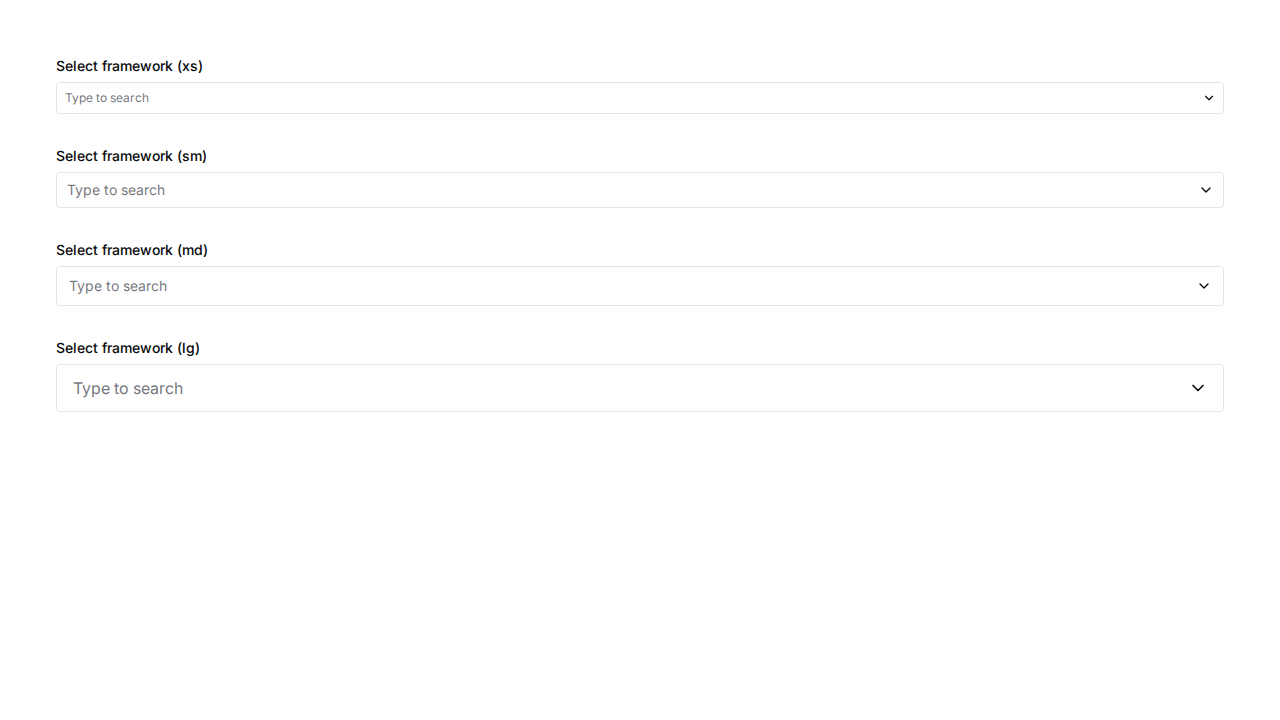 Select framework (xs)
Type to search
Select framework (sm)
Type to search
Select framework (md)
Type to search
Select framework (lg)
Type to search